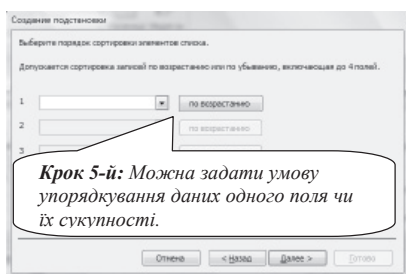 Создание подстановки
Выберите порядок сортировки элементов списка.
Допускается сортировка записей по возрастанию или по убыванию, включающая до 4 полей.
1 по возрастанию
2 по возрастанию
3
Крок 5-й: Можна задати умову
упорядкування даних одного поля чи
їх сукупності.
Отмена < Назад Далее > Готово